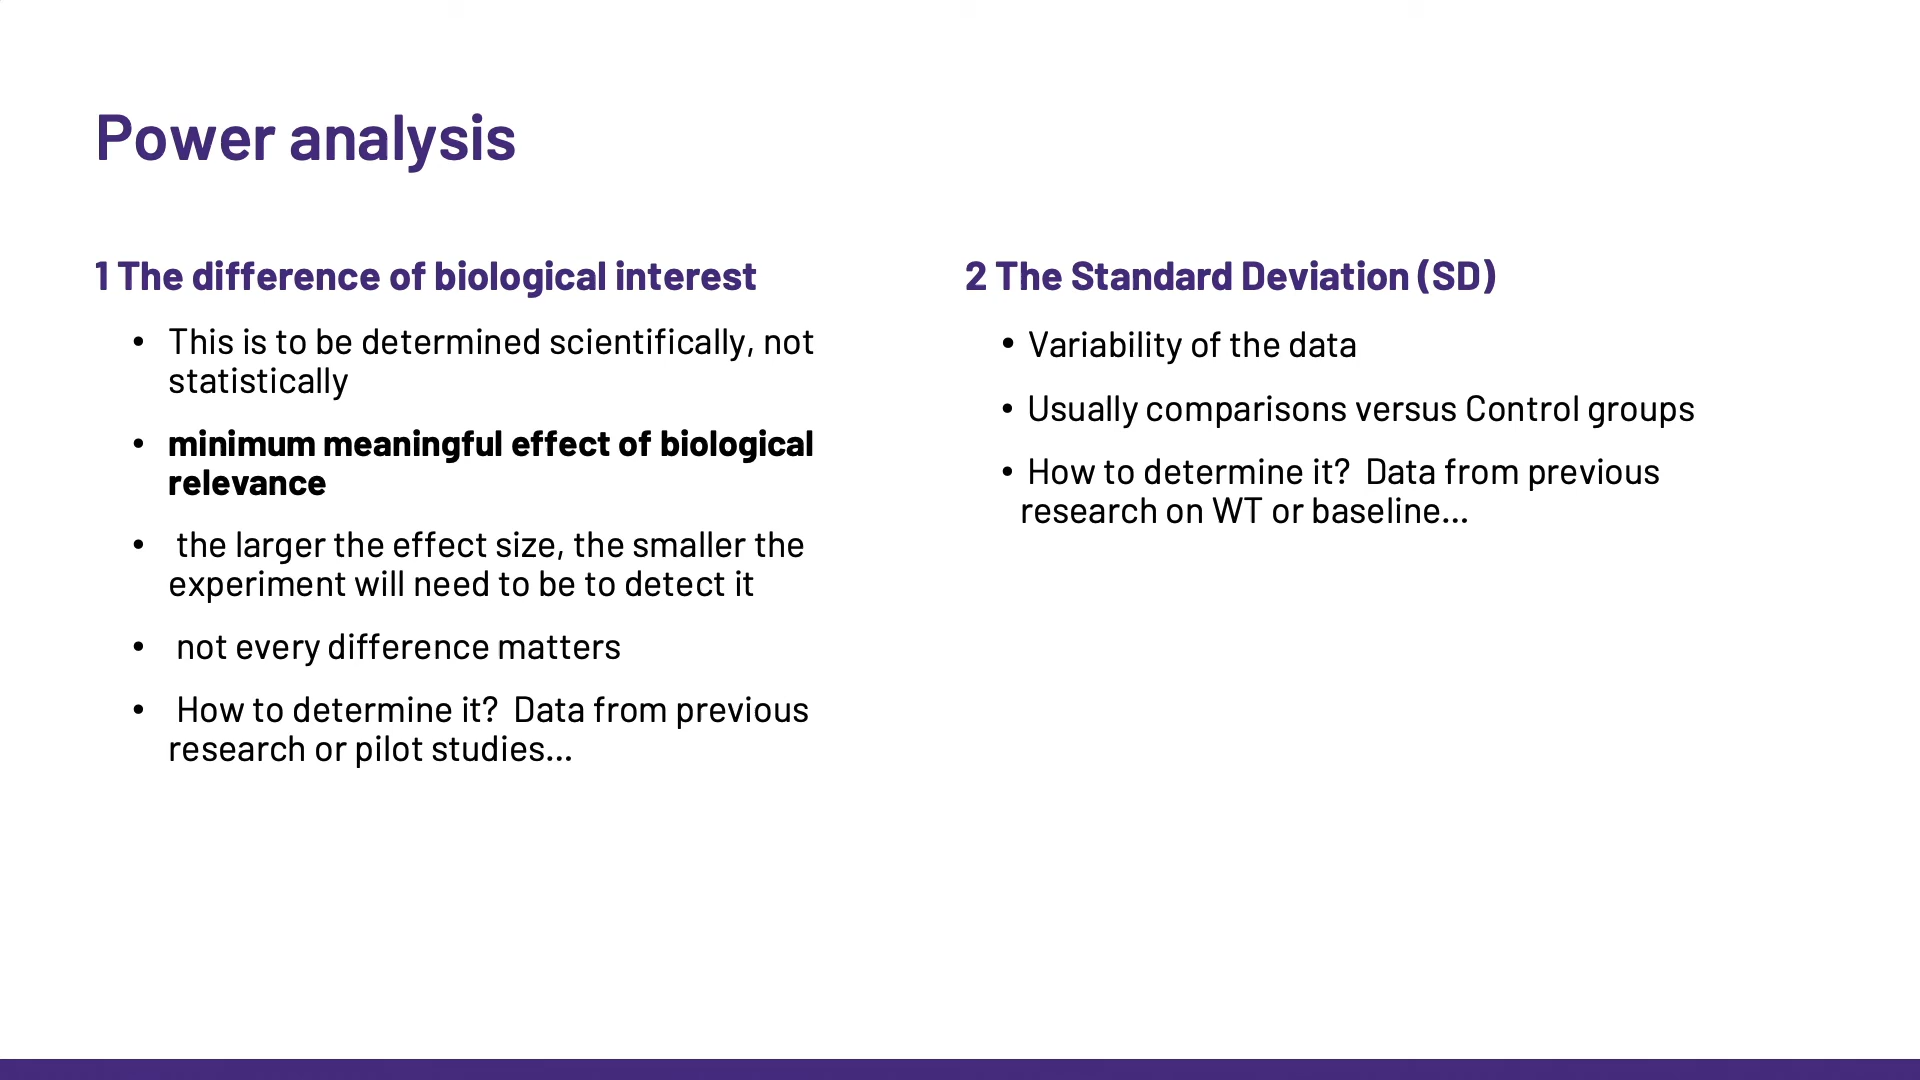 Power analysis
1 The difference of biological interest
• This is to be determined scientifically, not
statistically
• minimum meaningful effect of biological
relevance
• the larger the effect size, the smaller the
experiment will need to be to detect it
• not every difference matters
• How to determine it? Data from previous
research or pilot studies...
2 The Standard Deviation (SD)
• Variability of the data
• Usually comparisons versus Control groups
• How to determine it? Data from previous
research on WT or baseline...